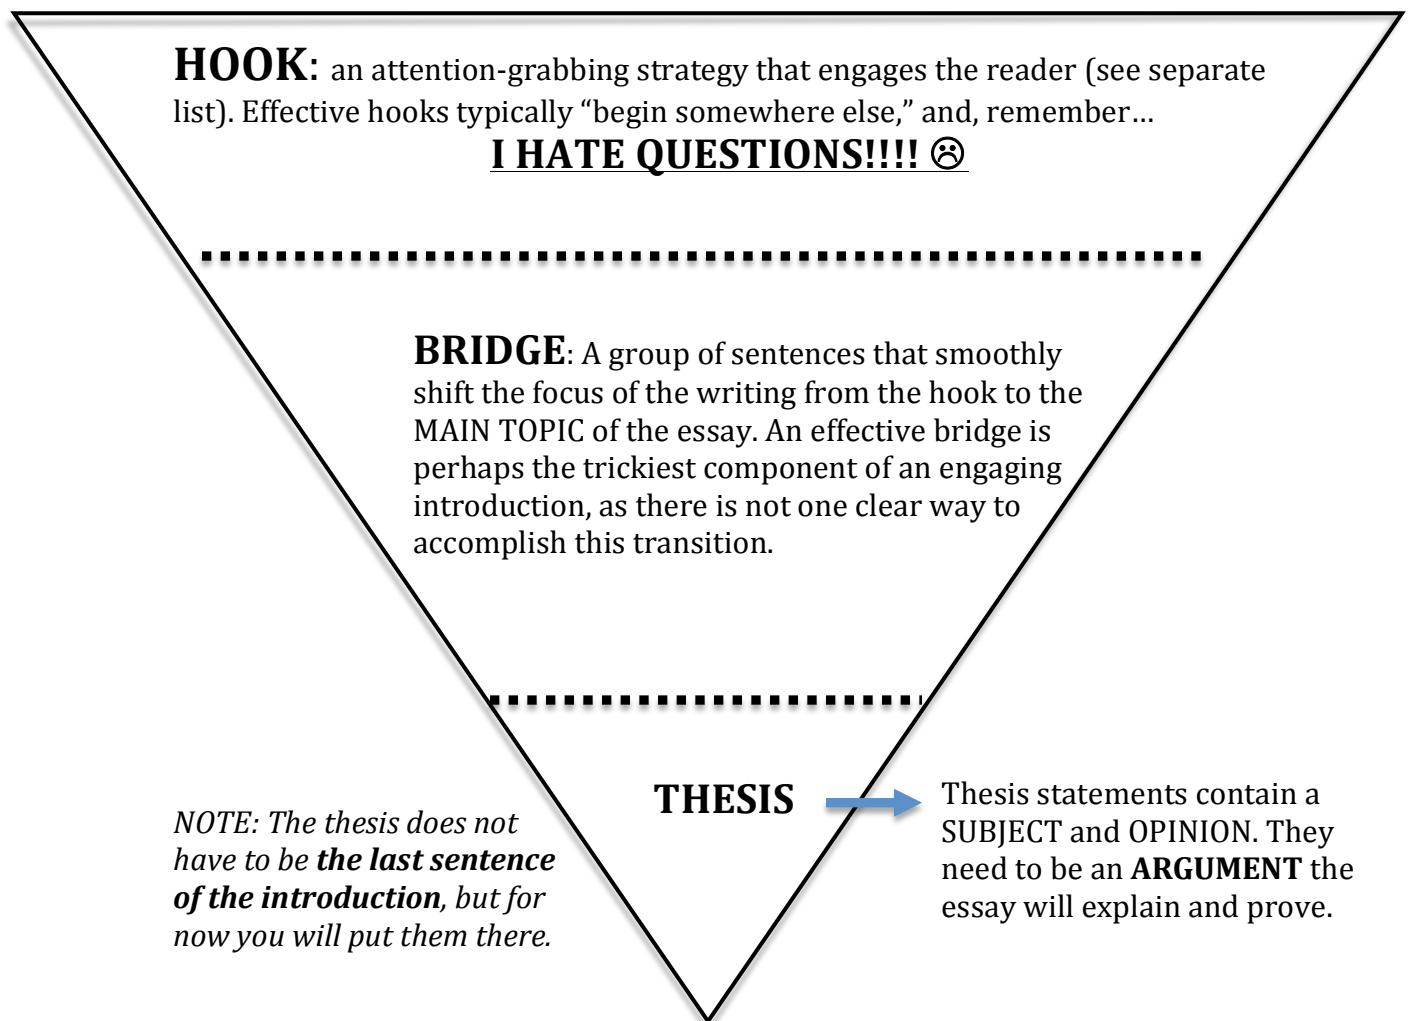 HOOK: an attention-grabbing strategy that engages the reader (see separate
list). Effective hooks typically “begin somewhere else,” and, remember…
I HATE QUESTIONS!!!! ☹
BRIDGE: A group of sentences that smoothly
shift the focus of the writing from the hook to the
MAIN TOPIC of the essay. An effective bridge is
perhaps the trickiest component of an engaging
introduction, as there is not one clear way to
accomplish this transition.
THESIS
Thesis statements contain a
SUBJECT and OPINION. They
need to be an ARGUMENT the
essay will explain and prove.
NOTE: The thesis does not
have to be the last sentence
of the introduction, but for
now you will put them there.